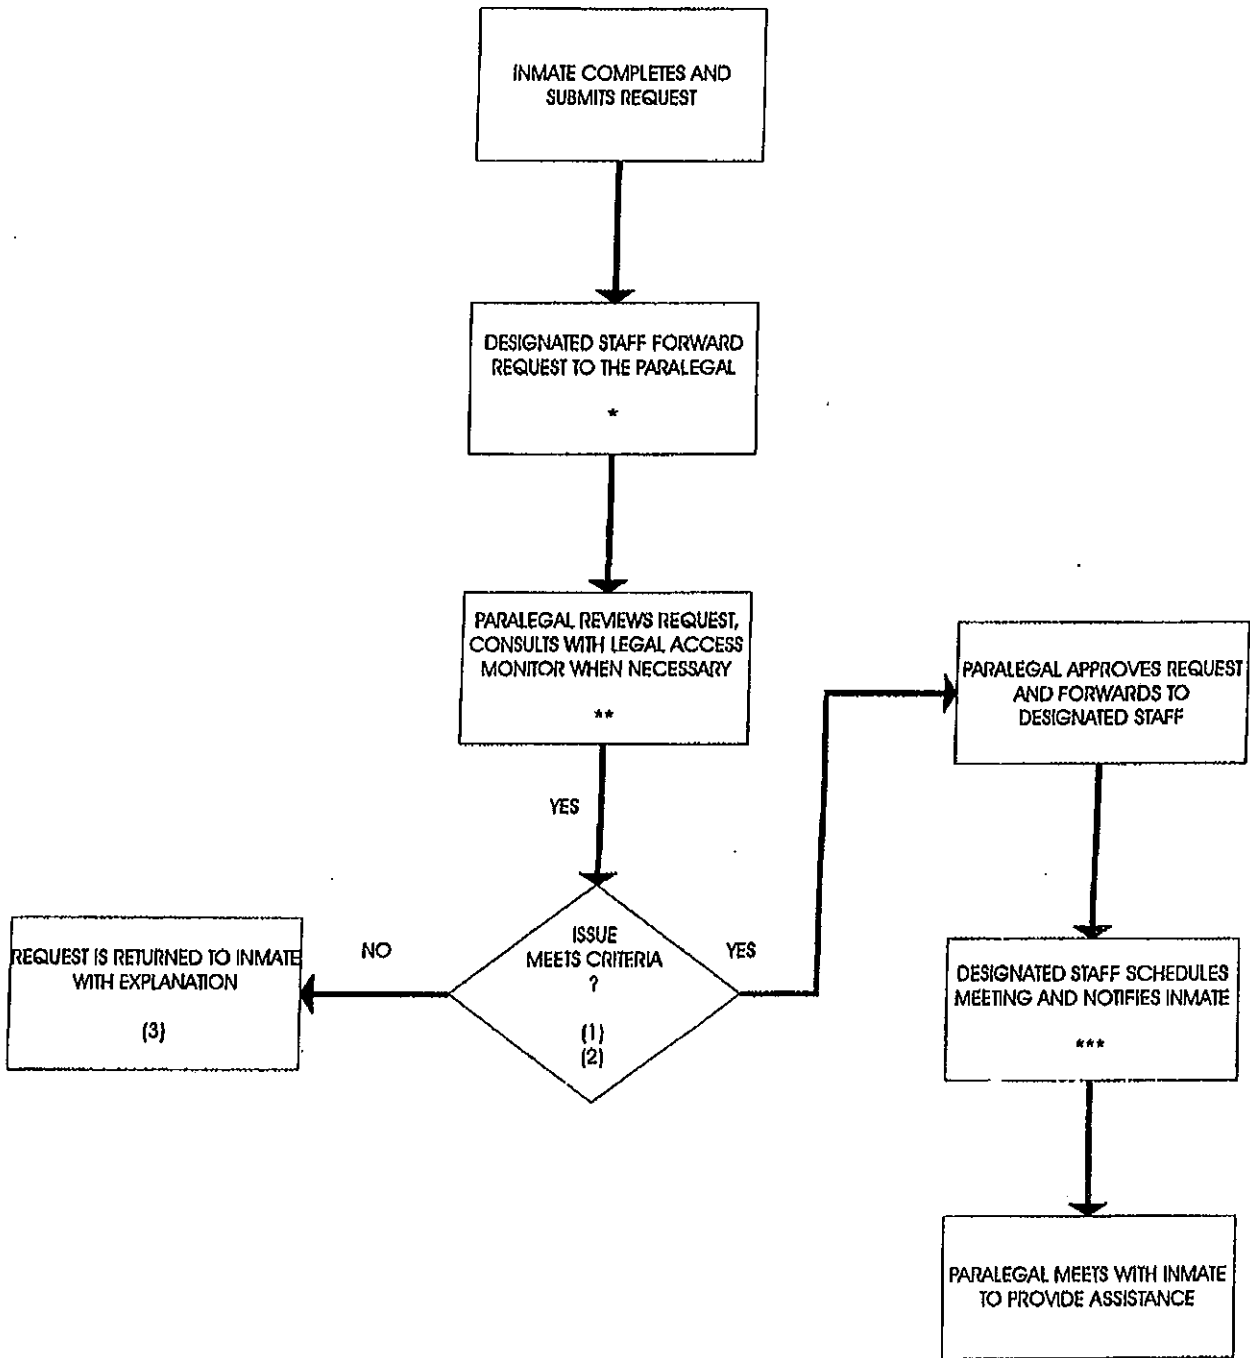 INMATE COMPLETES AND
SUBMITS REQUEST
DESIGNATED STAFF FORWARD
REQUEST TO THE PARALEGAL
*
PARALEGAL REVIEWS REQUEST,
CONSULTS WITH LEGAL ACCESS
MONITOR WHEN NECESSARY
**
YES
ISSUE
MEETS CRITERIA
?
(1)
(2)
NO
REQUEST IS RETURNED TO INMATE
WITH EXPLANATION
(3)
YES
PARALEGAL APPROVES REQUEST
AND FORWARDS TO
DESIGNATED STAFF
DESIGNATED STAFF SCHEDULES
MEETING AND NOTIFIES INMATE
***
PARALEGAL MEETS WITH INMATE
TO PROVIDE ASSISTANCE